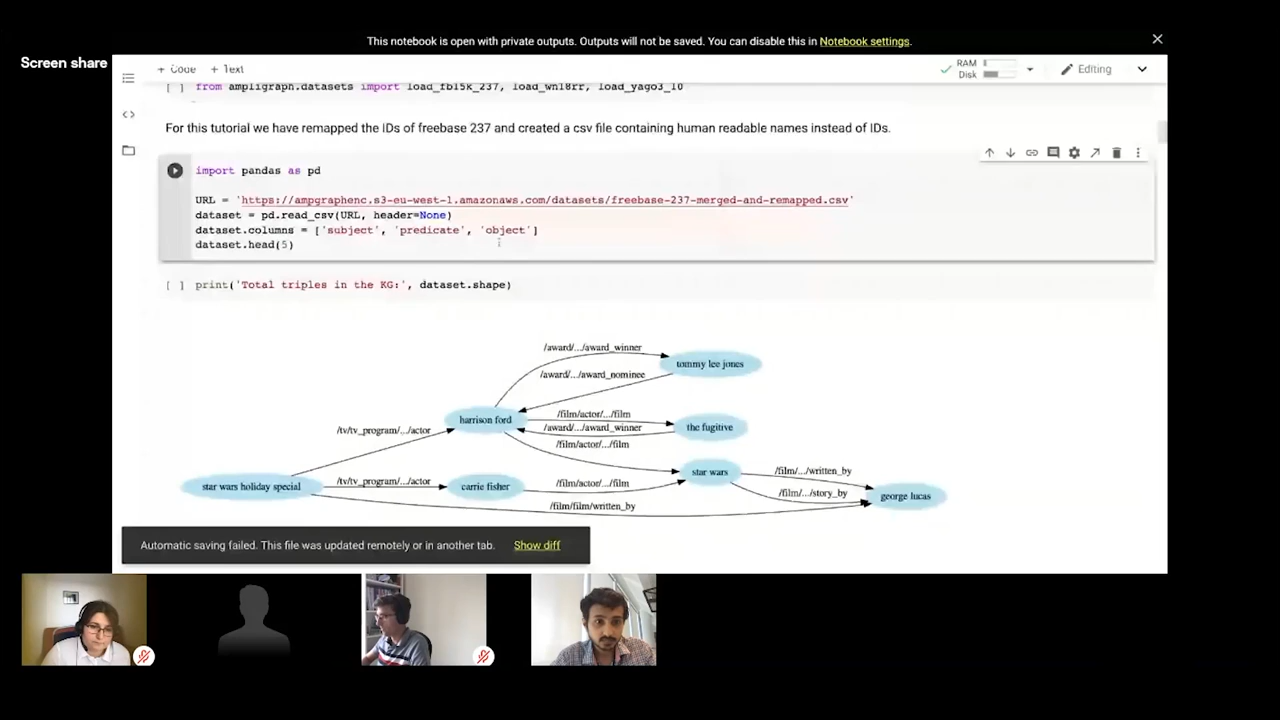 This notebook is open with private outputs. Outputs will not be saved. You can disable this in Notebook settings.
Screen share
+ Code + Text
RAM
Disk
Editing
[ ] from ampligraph.datasets import load_fb15k_237, load_wn18rr, load_yago3_10
For this tutorial we have remapped the IDs of freebase 237 and created a csv file containing human readable names instead of IDs.
import pandas as pd
URL = 'https://ampgraphenc.s3-eu-west-1.amazonaws.com/datasets/freebase-237-merged-and-remapped.csv'
dataset = pd.read_csv(URL, header=None)
dataset.columns = ['subject', 'predicate', 'object']
dataset.head(5)
[ ] print('Total triples in the KG:', dataset.shape)
/award/.../award_winner
tommy lee jones
/award/.../award_nominee
harrison ford
/film/actor/.../film
/award/.../award_winner
the fugitive
/tv/tv_program/.../actor
/film/actor/.../film
star wars
/film/.../written_by
star wars holiday special
/tv/tv_program/.../actor
carrie fisher
/film/actor/.../film
/film/.../story_by
george lucas
/film/film/written_by
Automatic saving failed. This file was updated remotely or in another tab. Show diff